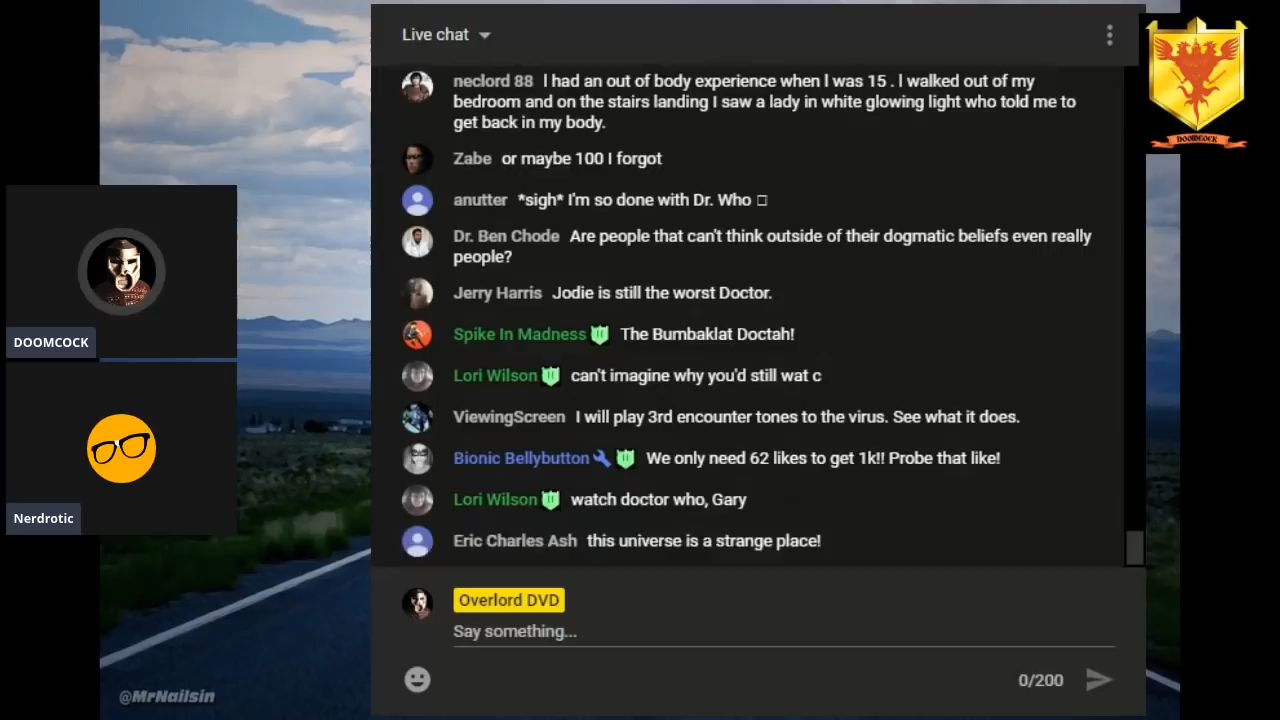 Live chat
neclord 88 I had an out of body experience when I was 15 . I walked out of my
bedroom and on the stairs landing I saw a lady in white glowing light who told me to
get back in my body.
Zabe or maybe 100 I forgot
anutter *sigh* I'm so done with Dr. Who □
Dr. Ben Chode Are people that can't think outside of their dogmatic beliefs even really
people?
Jerry Harris Jodie is still the worst Doctor.
Spike In Madness The Bumbaklat Doctah!
Lori Wilson can't imagine why you'd still wat c
ViewingScreen I will play 3rd encounter tones to the virus. See what it does.
Bionic Bellybutton We only need 62 likes to get 1k!! Probe that like!
Lori Wilson watch doctor who, Gary
Eric Charles Ash this universe is a strange place!
Overlord DVD
Say something...
0/200
DOOMCOCK
Nerdrotic
DOOMCOCK
@MrNailsin